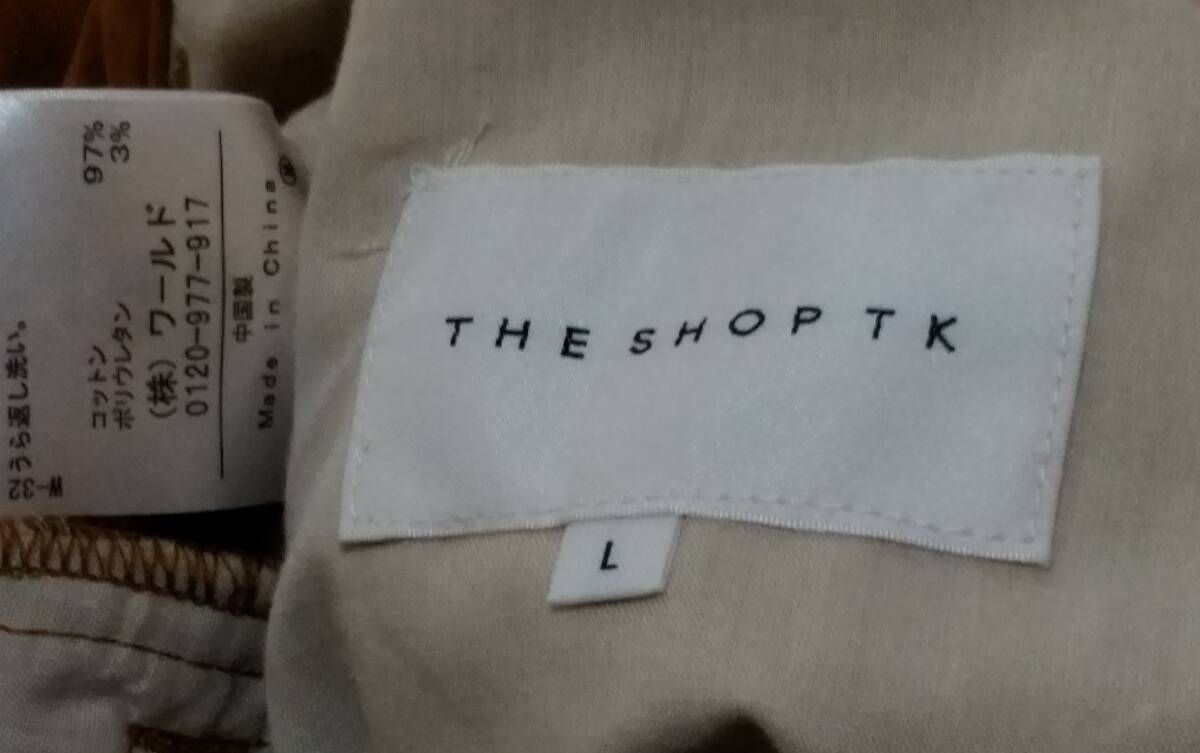 うら返し洗い。
コットン 97%
ポリウレタン 3%
(株)ワールド
0120-977-917
中国製
Made in China
THE SHOP TK
L